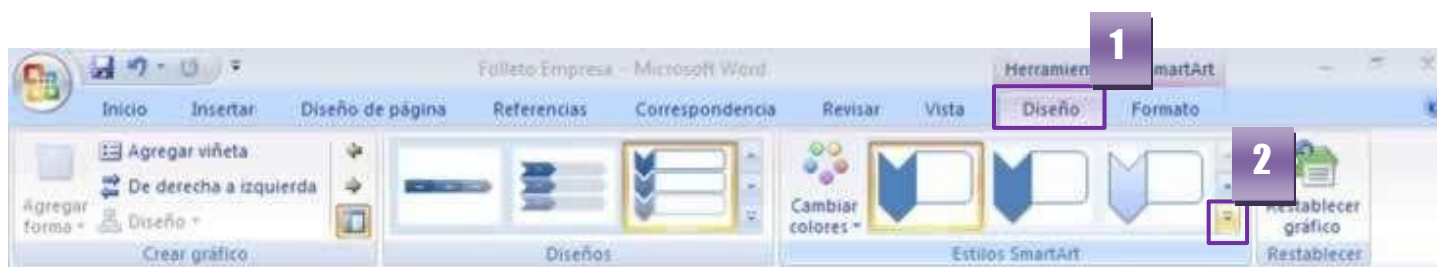 1
Folleto Empresa - Microsoft Word
Herramien
martArt
Inicio Insertar Diseño de página Referencias Correspondencia Revisar Vista Diseño Formato
2
Agregar viñeta
De derecha a izquierda
Diseño
Agregar forma
Crear gráfico
Diseños
Cambiar colores
Estilos SmartArt
Restablecer gráfico
Restablecer